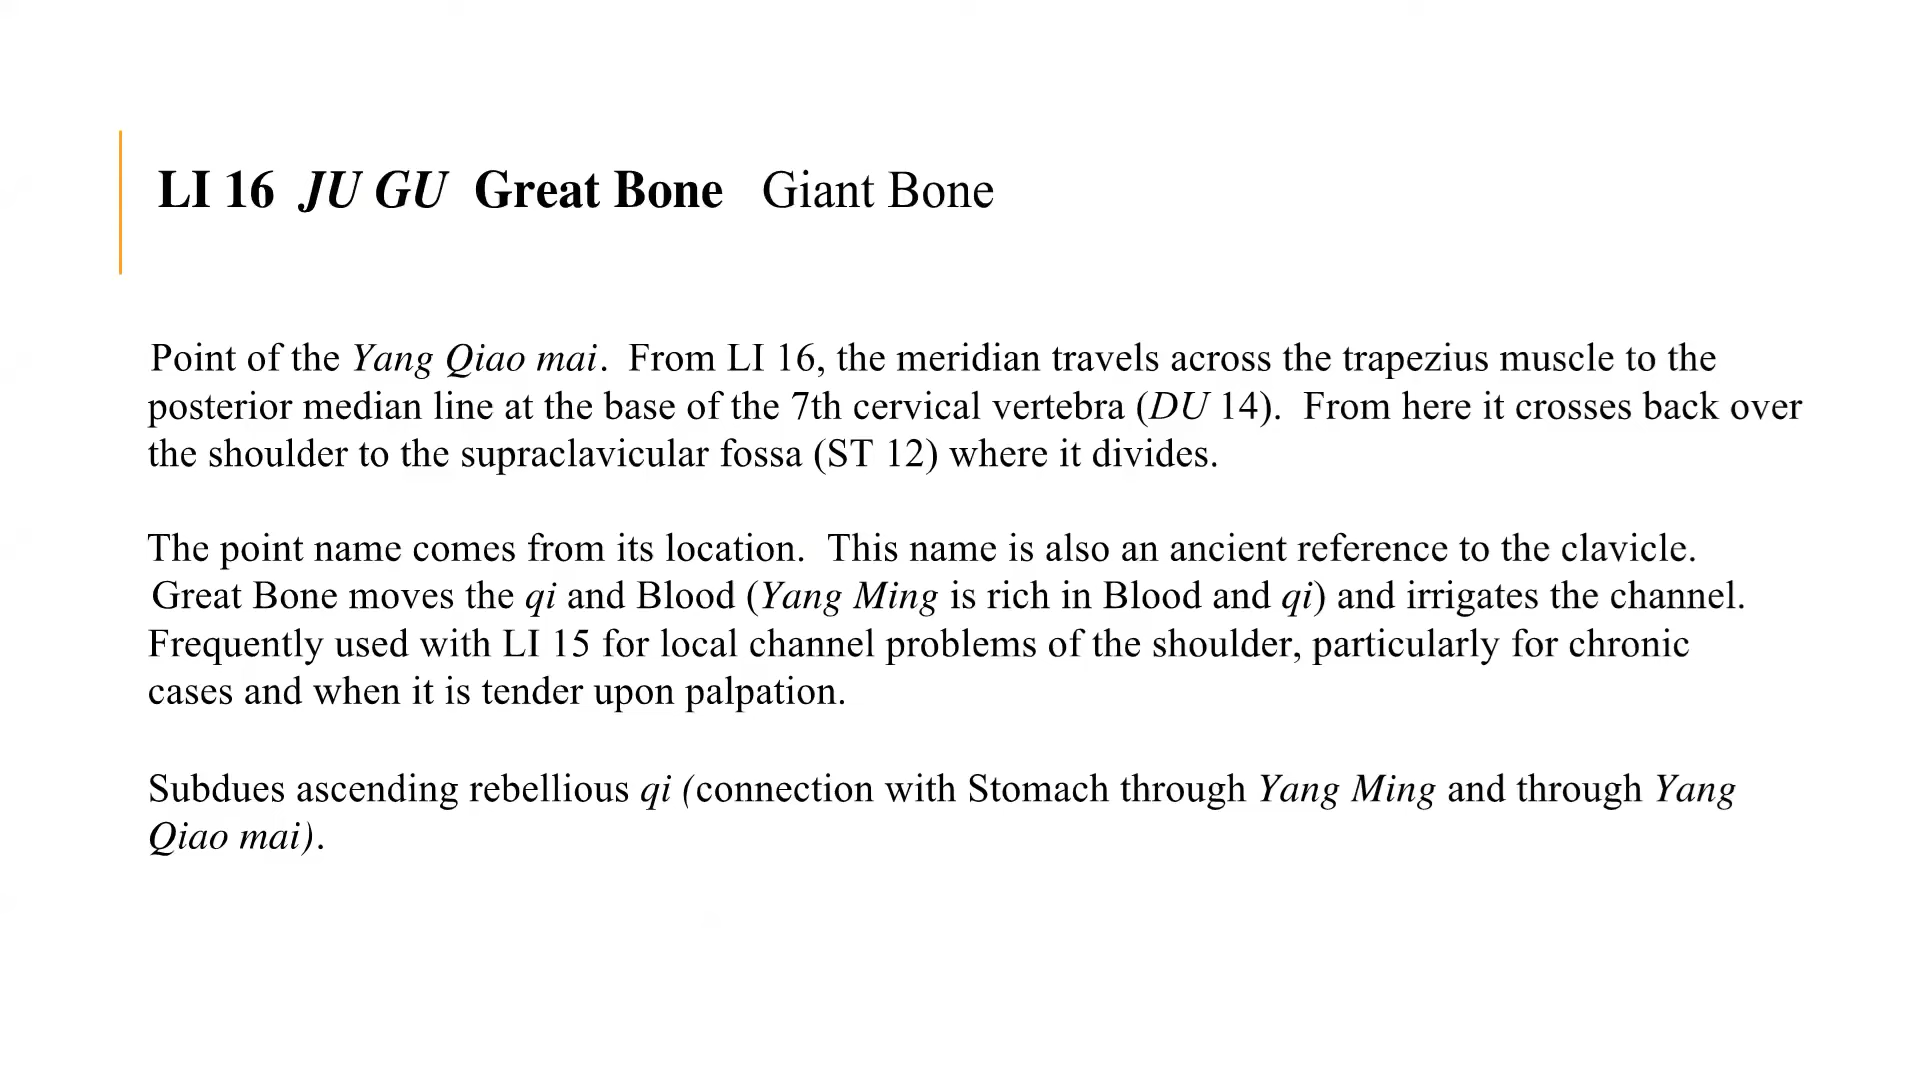 LI 16 JU GU Great Bone Giant Bone
Point of the Yang Qiao mai. From LI 16, the meridian travels across the trapezius muscle to the
posterior median line at the base of the 7th cervical vertebra (DU 14). From here it crosses back over
the shoulder to the supraclavicular fossa (ST 12) where it divides.
The point name comes from its location. This name is also an ancient reference to the clavicle.
Great Bone moves the qi and Blood (Yang Ming is rich in Blood and qi) and irrigates the channel.
Frequently used with LI 15 for local channel problems of the shoulder, particularly for chronic
cases and when it is tender upon palpation.
Subdues ascending rebellious qi (connection with Stomach through Yang Ming and through Yang
Qiao mai).